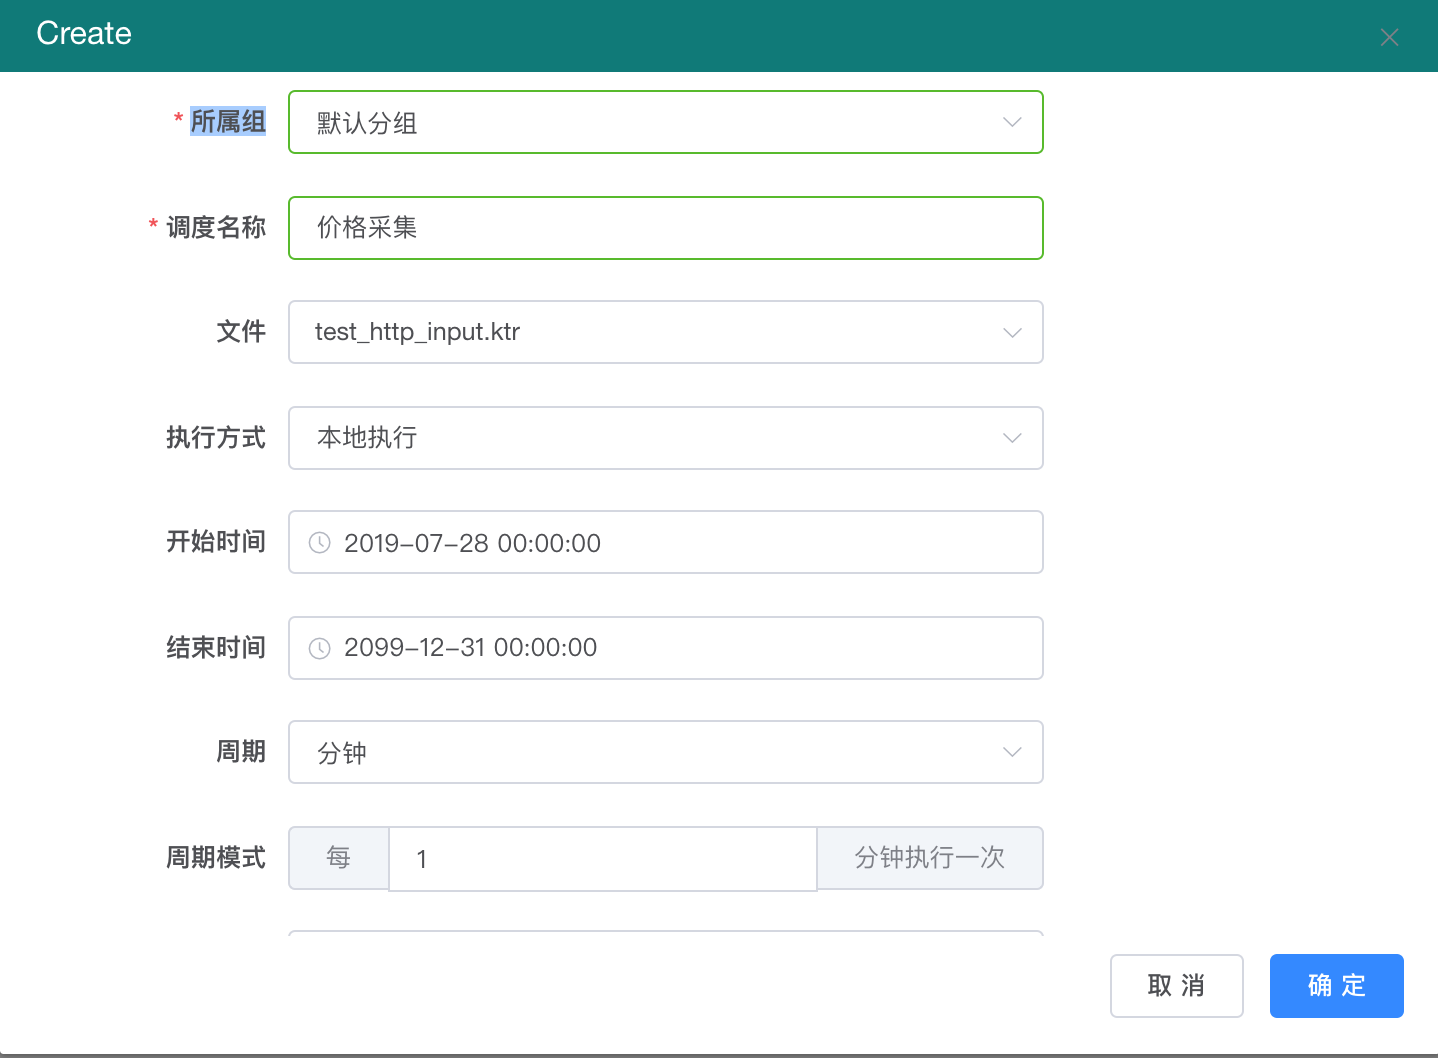 Create
* 所属组 默认分组
* 调度名称 价格采集
文件 test_http_input.ktr
执行方式 本地执行
开始时间 2019-07-28 00:00:00
结束时间 2099-12-31 00:00:00
周期 分钟
周期模式 每 1 分钟执行一次
取 消 确 定